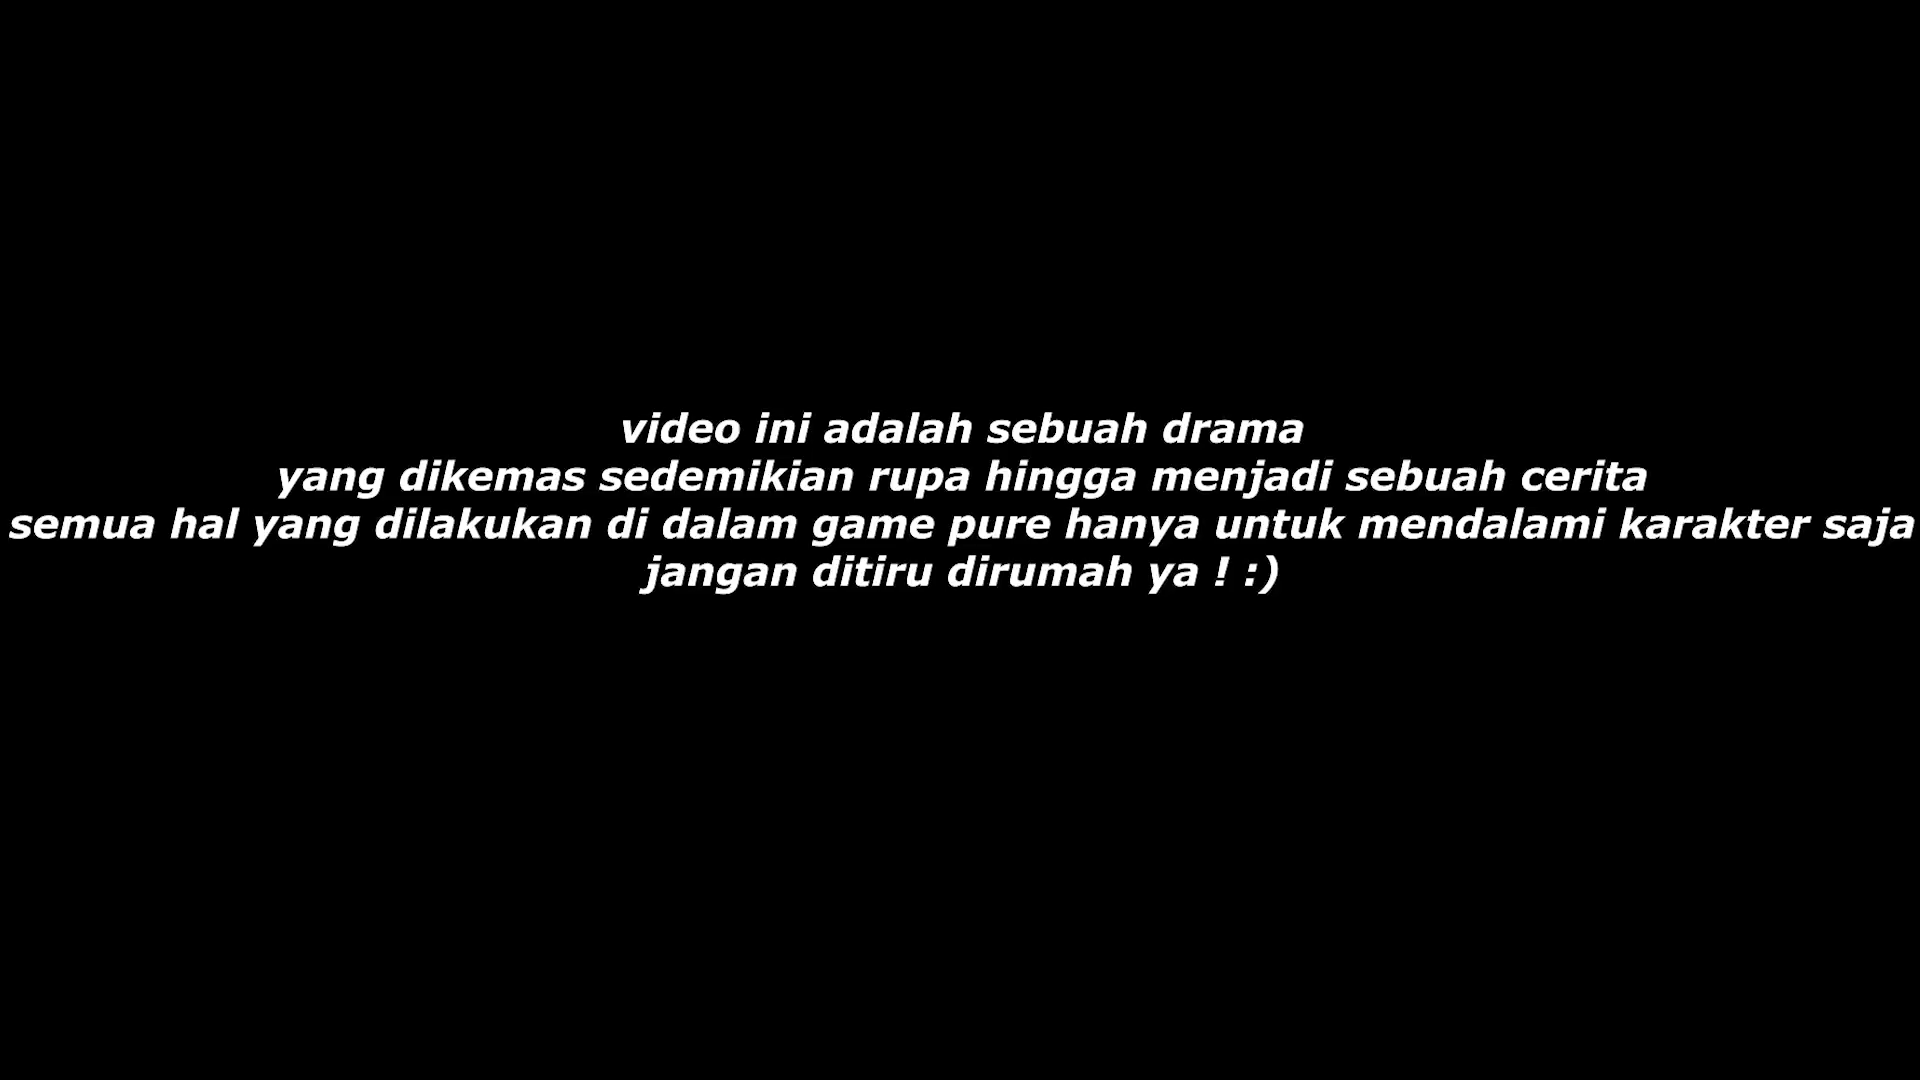 video ini adalah sebuah drama
yang dikemas sedemikian rupa hingga menjadi sebuah cerita
semua hal yang dilakukan di dalam game pure hanya untuk mendalami karakter saja
jangan ditiru dirumah ya ! :)